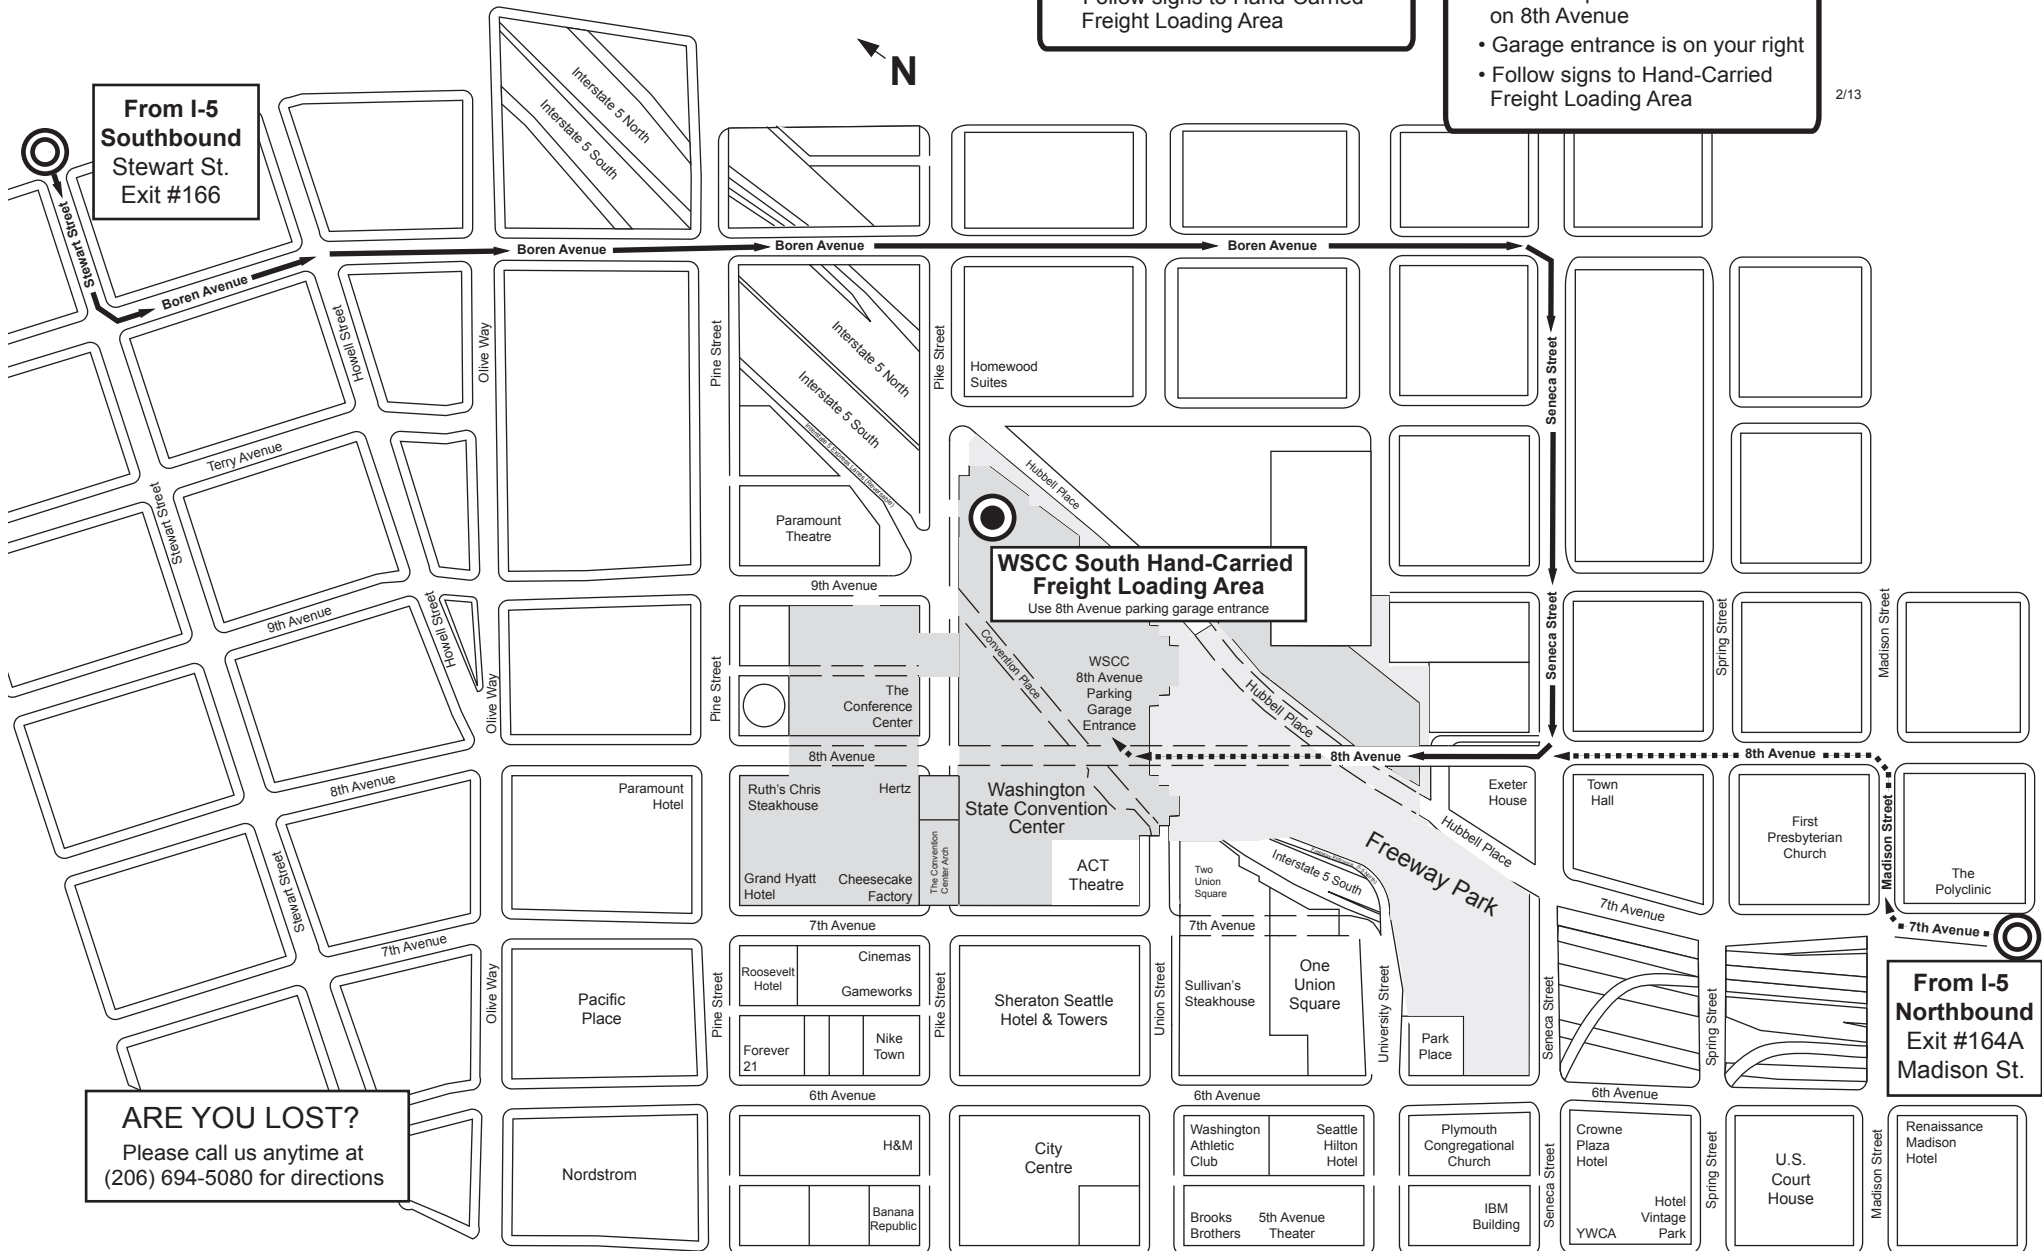 Freight Loading Area
on 8th Avenue
• Garage entrance is on your right
• Follow signs to Hand-Carried
Freight Loading Area
2/13
N
From I-5
Southbound
Stewart St.
Exit #166
Interstate 5 North
Interstate 5 South
Stewart Street
Boren Avenue
Boren Avenue
Boren Avenue
Boren Avenue
Howell Street
Olive Way
Pine Street
Pike Street
Interstate 5 North
Interstate 5 South
Interstate 5 Express Lanes (Reversible)
Homewood
Suites
Seneca Street
Terry Avenue
Stewart Street
Hubbell Place
Paramount
Theatre
WSCC South Hand-Carried
Freight Loading Area
Use 8th Avenue parking garage entrance
9th Avenue
9th Avenue
Howell Street
Olive Way
Pine Street
Convention Place
WSCC
8th Avenue
Parking
Garage
Entrance
The
Conference
Center
Hubbell Place
Seneca Street
Spring Street
Madison Street
8th Avenue
8th Avenue
8th Avenue
8th Avenue
Paramount
Hotel
Ruth's Chris
Steakhouse
Hertz
Washington
State Convention
Center
Exeter
House
Town
Hall
First
Presbyterian
Church
Madison Street
The
Polyclinic
Hubbell Place
Freeway Park
Interstate 5 South
Two
Union
Square
ACT
Theatre
The Convention
Center Arch
Grand Hyatt
Hotel
Cheesecake
Factory
Stewart Street
7th Avenue
7th Avenue
7th Avenue
7th Avenue
7th Avenue
Olive Way
Pacific
Place
Pine Street
Roosevelt
Hotel
Cinemas
Gameworks
Forever
21
Nike
Town
Pike Street
Sheraton Seattle
Hotel & Towers
Union Street
Sullivan's
Steakhouse
One
Union
Square
University Street
Park
Place
Seneca Street
Spring Street
From I-5
Northbound
Exit #164A
Madison St.
6th Avenue
6th Avenue
6th Avenue
ARE YOU LOST?
Please call us anytime at
(206) 694-5080 for directions
Nordstrom
H&M
Banana
Republic
City
Centre
Washington
Athletic
Club
Seattle
Hilton
Hotel
Brooks
Brothers
5th Avenue
Theater
Plymouth
Congregational
Church
IBM
Building
Seneca Street
Crowne
Plaza
Hotel
Hotel
Vintage
Park
YWCA
Spring Street
U.S.
Court
House
Madison Street
Renaissance
Madison
Hotel